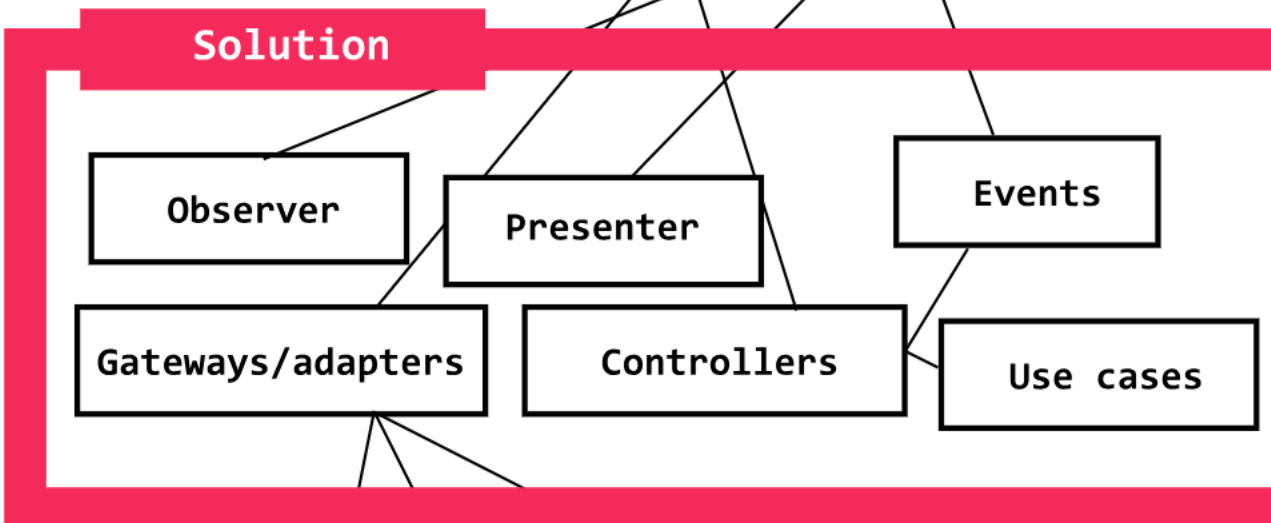 Solution
Observer
Presenter
Events
Gateways/adapters
Controllers
Use cases